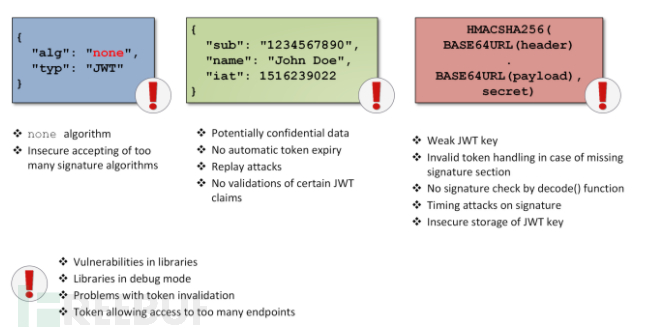 {
"alg": "none",
"typ": "JWT"
}
none algorithm
Insecure accepting of too
many signature algorithms
{
"sub": "1234567890",
"name": "John Doe",
"iat": 1516239022
}
Potentially confidential data
No automatic token expiry
Replay attacks
No validations of certain JWT
claims
HMACSHA256(
BASE64URL(header)
.
BASE64URL(payload),
secret)
Weak JWT key
Invalid token handling in case of missing
signature section
No signature check by decode() function
Timing attacks on signature
Insecure storage of JWT key
Vulnerabilities in libraries
Libraries in debug mode
Problems with token invalidation
Token allowing access to too many endpoints
FREEBUF